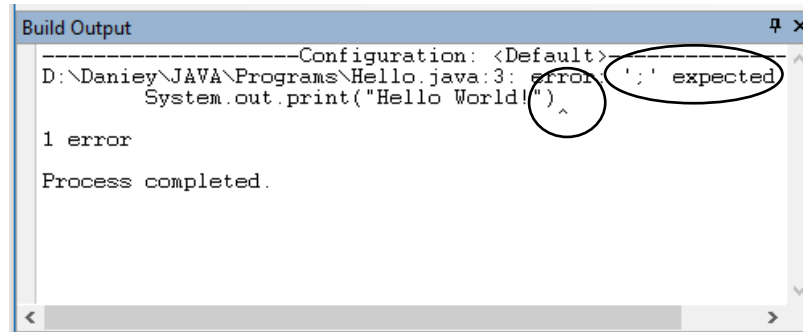 Build Output
--------------------Configuration: <Default>--------------------
D:\Daniey\JAVA\Programs\Hello.java:3: error: ';' expected
System.out.print("Hello World!")
^
1 error
Process completed.